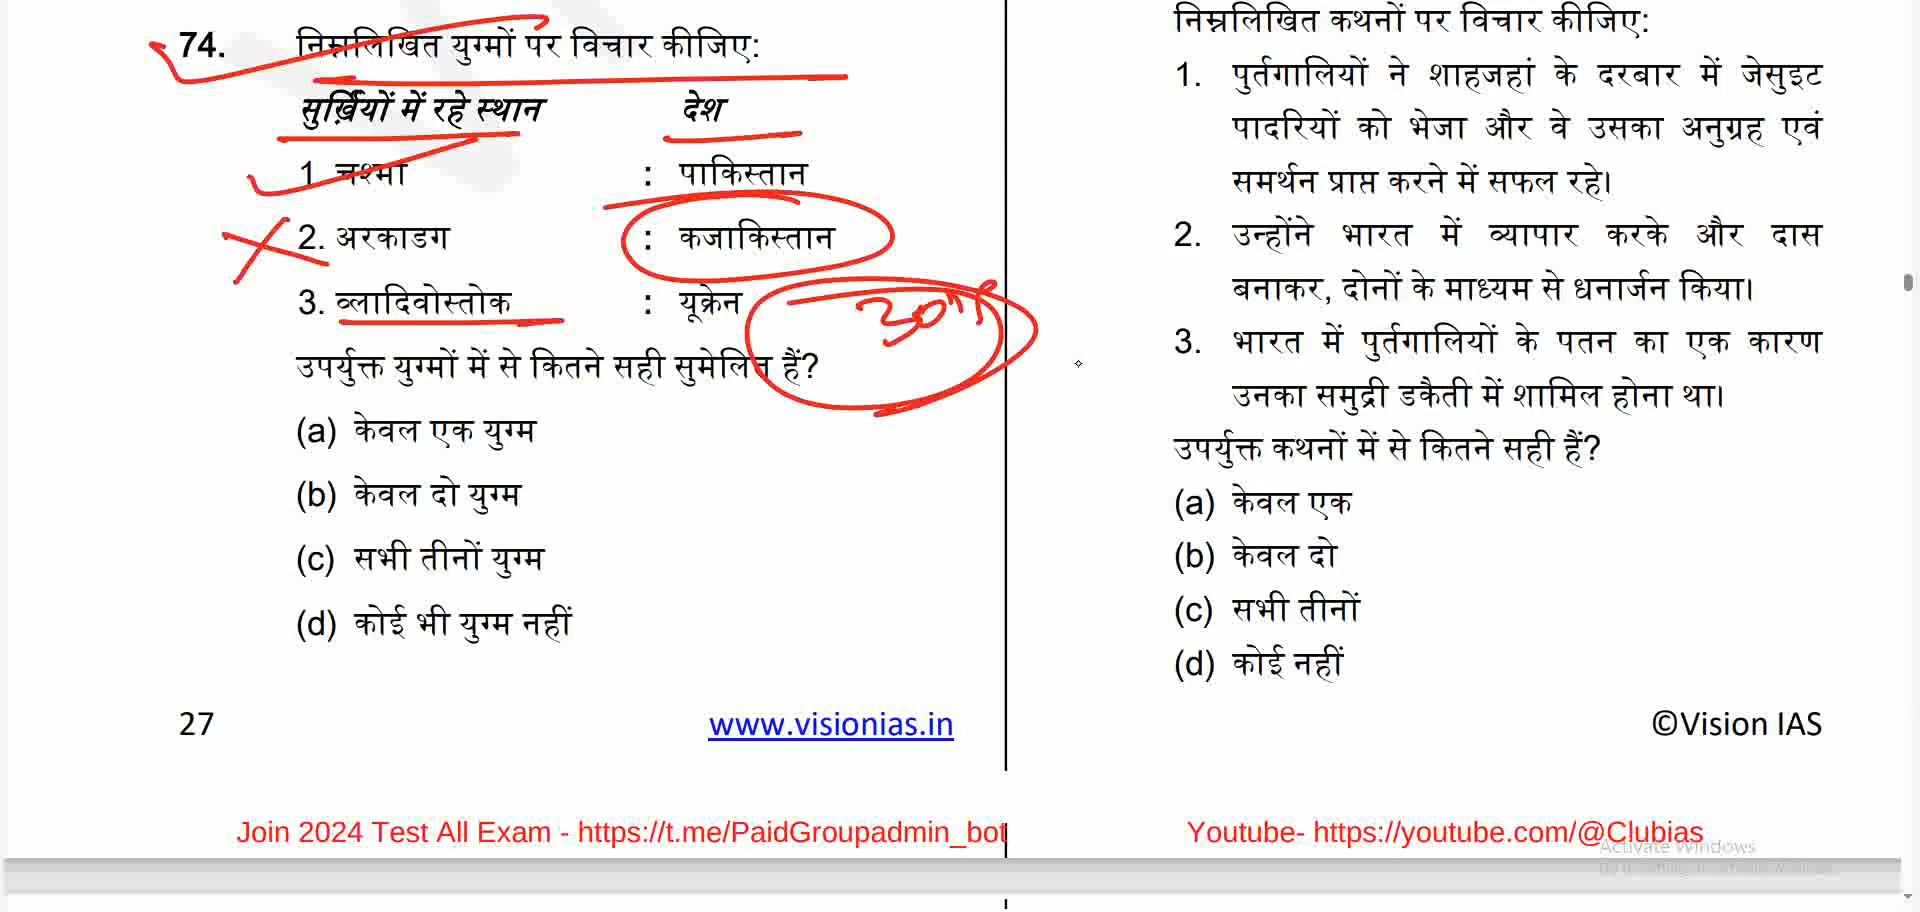 74. निम्नलिखित युग्मों पर विचार कीजिए:
सुर्ख़ियों में रहे स्थान देश
1. चश्मा : पाकिस्तान
2. अरकाडग : कजाकिस्तान
3. व्लादिवोस्तोक : यूक्रेन
उपर्युक्त युग्मों में से कितने सही सुमेलित हैं?
(a) केवल एक युग्म
(b) केवल दो युग्म
(c) सभी तीनों युग्म
(d) कोई भी युग्म नहीं
27 www.visionias.in
Join 2024 Test All Exam - https://t.me/PaidGroupadmin_bot
निम्नलिखित कथनों पर विचार कीजिए:
1. पुर्तगालियों ने शाहजहां के दरबार में जेसुइट
पादरियों को भेजा और वे उसका अनुग्रह एवं
समर्थन प्राप्त करने में सफल रहे।
2. उन्होंने भारत में व्यापार करके और दास
बनाकर, दोनों के माध्यम से धनार्जन किया।
3. भारत में पुर्तगालियों के पतन का एक कारण
उनका समुद्री डकैती में शामिल होना था।
उपर्युक्त कथनों में से कितने सही हैं?
(a) केवल एक
(b) केवल दो
(c) सभी तीनों
(d) कोई नहीं
©Vision IAS
Youtube- https://youtube.com/@Clubias
Activate Windows